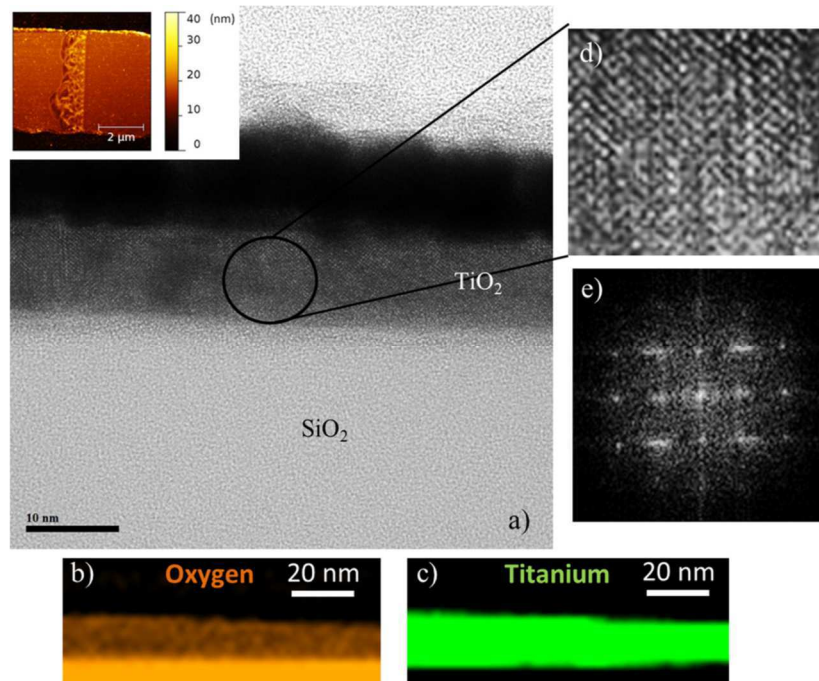 40 (nm)
30
20
10
0
2 µm
d)
TiO₂
e)
SiO₂
10 nm
a)
b) Oxygen 20 nm
c) Titanium 20 nm